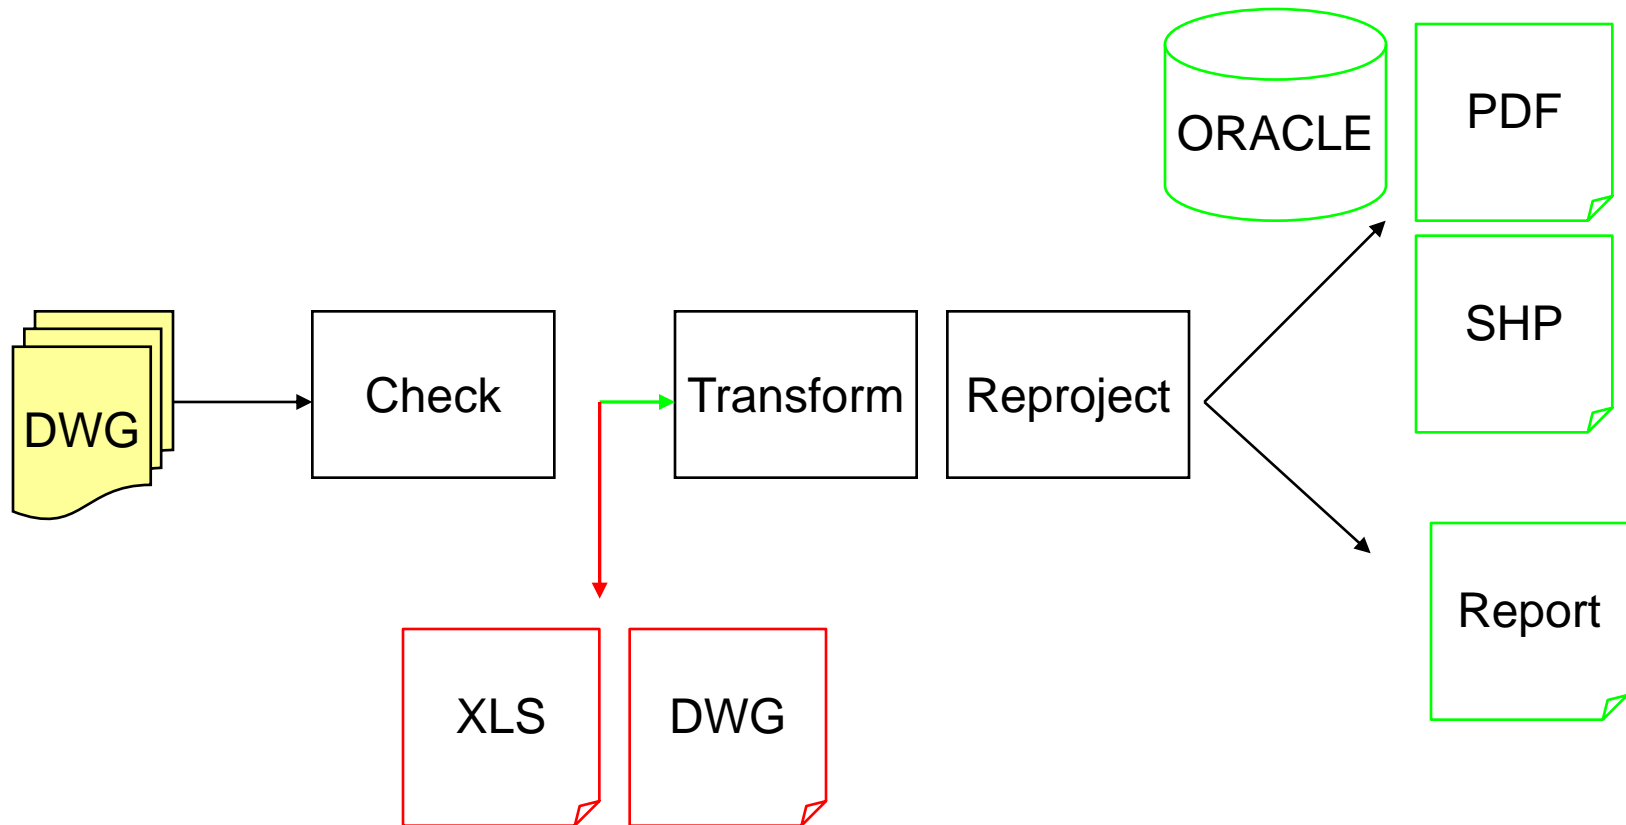 ORACLE
PDF
SHP
DWG
Check
Transform
Reproject
Report
XLS
DWG